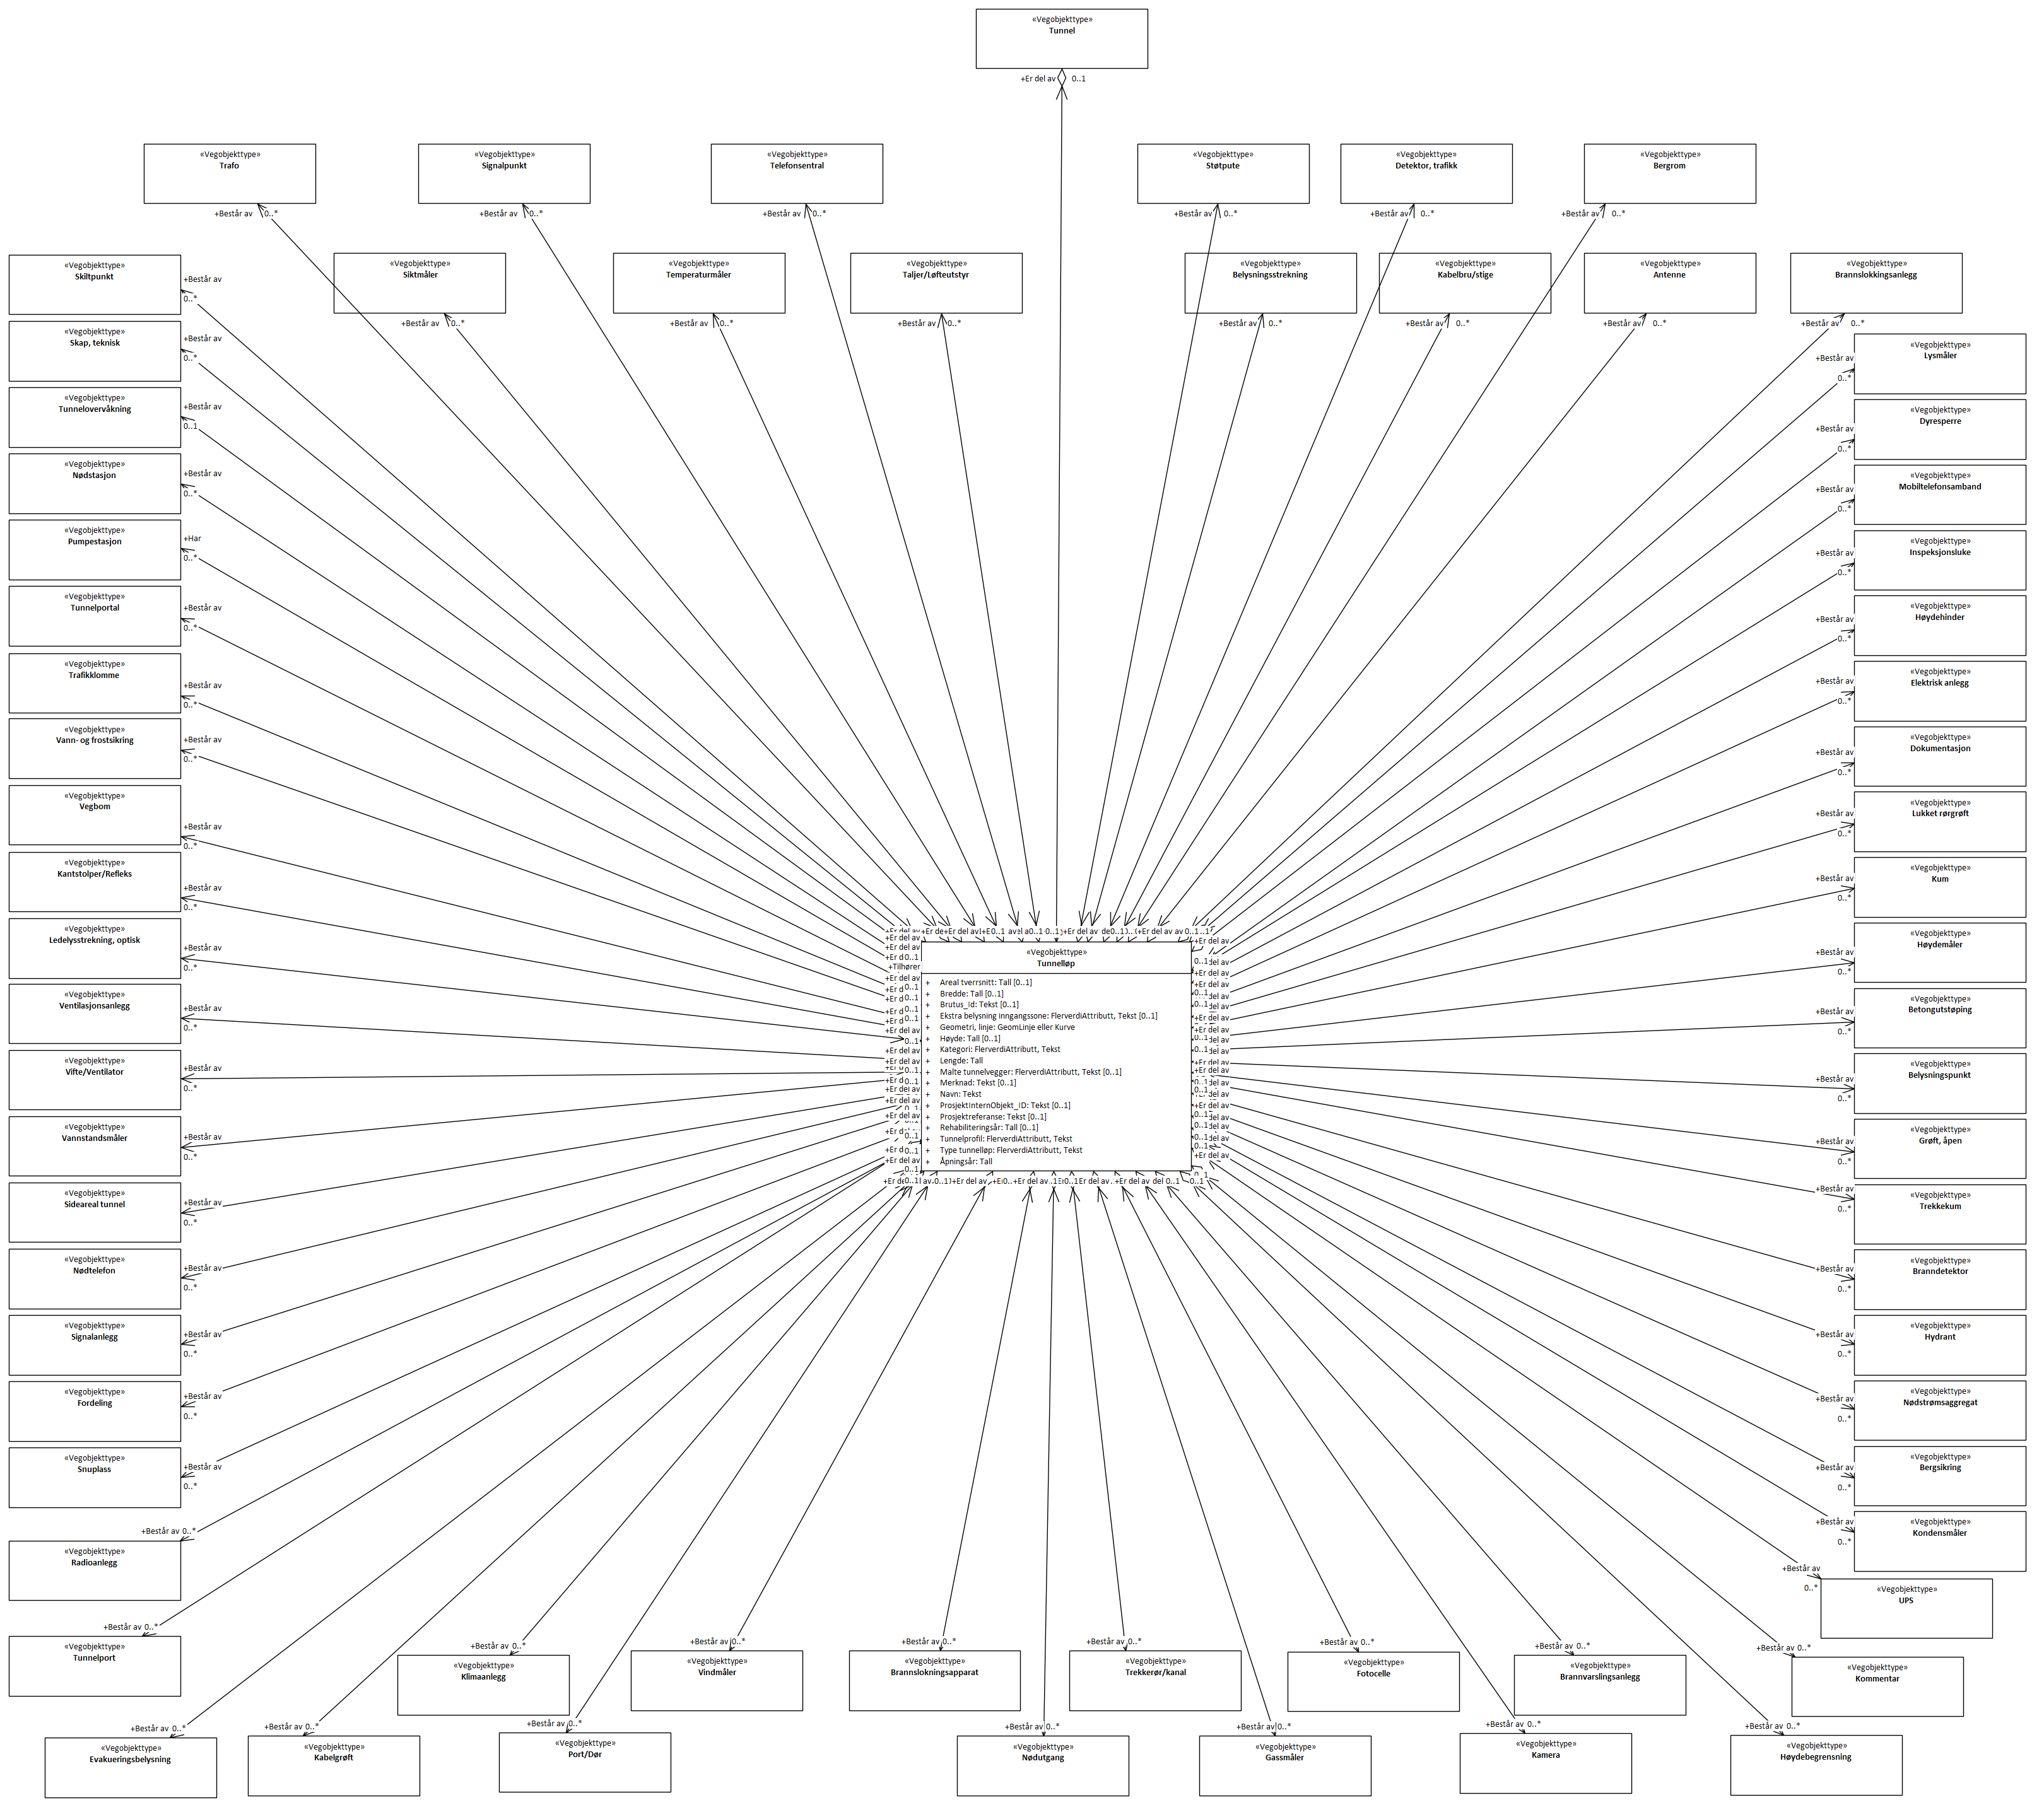 «Vegobjekttype»
Tunnel
+Er del av 0..1
«Vegobjekttype»
Trafo
+Består av 0..*
«Vegobjekttype»
Signalpunkt
+Består av 0..*
«Vegobjekttype»
Telefonsentral
+Består av 0..*
«Vegobjekttype»
Støtpute
+Består av 0..*
«Vegobjekttype»
Detektor, trafikk
+Består av 0..*
«Vegobjekttype»
Bergrom
+Består av 0..*
«Vegobjekttype»
Siktmåler
+Består av 0..*
«Vegobjekttype»
Temperaturmåler
+Består av 0..*
«Vegobjekttype»
Taljer/Løfteutstyr
+Består av 0..*
«Vegobjekttype»
Belysningsstrekning
+Består av 0..*
«Vegobjekttype»
Kabelbru/stige
+Består av 0..*
«Vegobjekttype»
Antenne
+Består av 0..*
«Vegobjekttype»
Brannslokkingsanlegg
+Består av 0..*
«Vegobjekttype»
Skiltpunkt
+Består av
0..*
«Vegobjekttype»
Skap, teknisk
+Består av
0..*
«Vegobjekttype»
Tunnelovervåkning
+Består av
0..1
«Vegobjekttype»
Nødstasjon
+Består av
0..*
«Vegobjekttype»
Pumpestasjon
+Har
0..*
«Vegobjekttype»
Tunnelportal
+Består av
0..*
«Vegobjekttype»
Trafikklomme
+Består av
0..*
«Vegobjekttype»
Vann- og frostsikring
+Består av
0..*
«Vegobjekttype»
Vegbom
+Består av
0..*
«Vegobjekttype»
Kantstolper/Refleks
+Består av
0..*
«Vegobjekttype»
Ledelysstrekning, optisk
+Består av
0..*
«Vegobjekttype»
Ventilasjonsanlegg
+Består av
0..*
«Vegobjekttype»
Vifte/Ventilator
+Består av
0..*
«Vegobjekttype»
Vannstandsmåler
+Består av
0..*
«Vegobjekttype»
Sideareal tunnel
+Består av
0..*
«Vegobjekttype»
Nødtelefon
+Består av
0..*
«Vegobjekttype»
Signalanlegg
+Består av
0..*
«Vegobjekttype»
Fordeling
+Består av
0..*
«Vegobjekttype»
Snuplass
+Består av
0..*
+Består av 0..*
«Vegobjekttype»
Radioanlegg
+Består av 0..*
«Vegobjekttype»
Tunnelport
«Vegobjekttype»
Tunnelløp
+ Areal tverrsnitt: Tall [0..1]
+ Bredde: Tall [0..1]
+ Brutus_Id: Tekst [0..1]
+ Ekstra belysning inngangssone: FlerverdiAttributt, Tekst [0..1]
+ Geometri, linje: GeomLinje eller Kurve
+ Høyde: Tall [0..1]
+ Kategori: FlerverdiAttributt, Tekst
+ Lengde: Tall
+ Malte tunnelvegger: FlerverdiAttributt, Tekst [0..1]
+ Merknad: Tekst [0..1]
+ Navn: Tekst
+ ProsjektInternObjekt_ID: Tekst [0..1]
+ Prosjektreferanse: Tekst [0..1]
+ Rehabiliteringsår: Tall [0..1]
+ Tunnelprofil: FlerverdiAttributt, Tekst
+ Type tunnelløp: FlerverdiAttributt, Tekst
+ Åpningsår: Tall
«Vegobjekttype»
Lysmåler
+Består av
0..*
«Vegobjekttype»
Dyresperre
+Består av
0..*
«Vegobjekttype»
Mobiltelefonsamband
+Består av
0..*
«Vegobjekttype»
Inspeksjonsluke
+Består av
0..*
«Vegobjekttype»
Høydehinder
+Består av
0..*
«Vegobjekttype»
Elektrisk anlegg
+Består av
0..*
«Vegobjekttype»
Dokumentasjon
+Består av
0..*
«Vegobjekttype»
Lukket rørgrøft
+Består av
0..*
«Vegobjekttype»
Kum
+Består av
0..*
«Vegobjekttype»
Høydemåler
+Består av
0..*
«Vegobjekttype»
Betongutstøping
+Består av
0..*
«Vegobjekttype»
Belysningspunkt
+Består av
0..*
«Vegobjekttype»
Grøft, åpen
+Består av
0..*
«Vegobjekttype»
Trekkekum
+Består av
0..*
«Vegobjekttype»
Branndetektor
+Består av
0..*
«Vegobjekttype»
Hydrant
+Består av
0..*
«Vegobjekttype»
Nødstrømsaggregat
+Består av
0..*
«Vegobjekttype»
Bergsikring
+Består av
0..*
«Vegobjekttype»
Kondensmåler
+Består av
0..*
+Består av
0..*
«Vegobjekttype»
UPS
+Består av 0..*
«Vegobjekttype»
Klimaanlegg
+Består av 0..*
«Vegobjekttype»
Vindmåler
+Består av 0..*
«Vegobjekttype»
Brannslokningsapparat
+Består av 0..*
«Vegobjekttype»
Trekkerør/kanal
+Består av 0..*
«Vegobjekttype»
Fotocelle
+Består av 0..*
«Vegobjekttype»
Brannvarslingsanlegg
+Består av 0..*
«Vegobjekttype»
Kommentar
+Består av 0..*
«Vegobjekttype»
Evakueringsbelysning
+Består av 0..*
«Vegobjekttype»
Kabelgrøft
+Består av 0..*
«Vegobjekttype»
Port/Dør
+Består av 0..*
«Vegobjekttype»
Nødutgang
+Består av 0..*
«Vegobjekttype»
Gassmåler
+Består av 0..*
«Vegobjekttype»
Kamera
+Består av 0..*
«Vegobjekttype»
Høydebegrensning